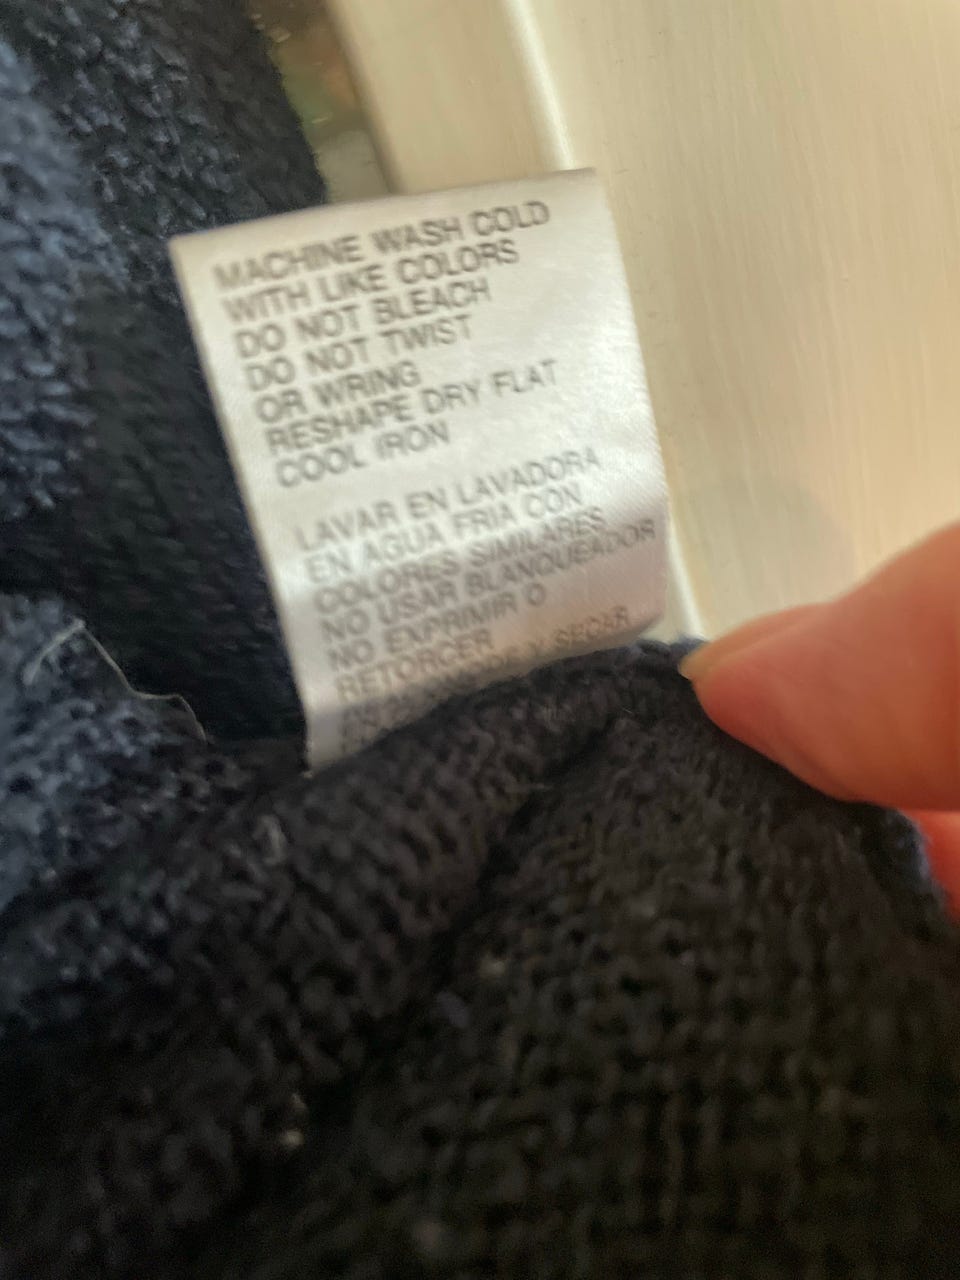 MACHINE WASH COLD
WITH LIKE COLORS
DO NOT BLEACH
DO NOT TWIST
OR WRING
RESHAPE DRY FLAT
COOL IRON
LAVAR EN LAVADORA
EN AGUA FRIA CON
COLORES SIMILARES
NO USAR BLANQUEADOR
NO EXPRIMIR O
RETORCER
Y SECAR